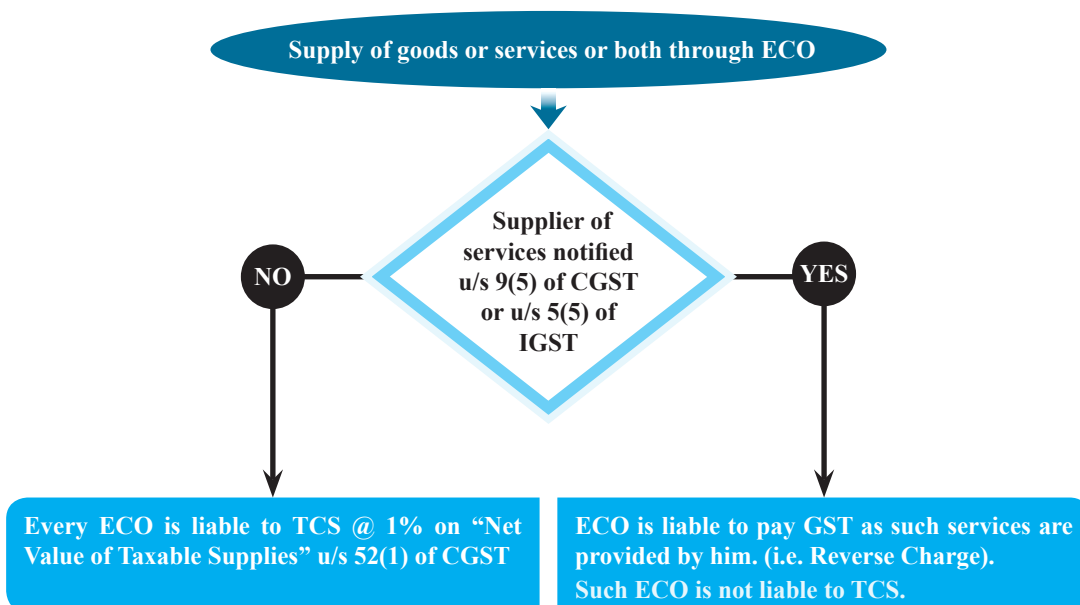 Supply of goods or services or both through ECO
Supplier of
services notified
u/s 9(5) of CGST
or u/s 5(5) of
IGST
NO
YES
Every ECO is liable to TCS @ 1% on “Net
Value of Taxable Supplies” u/s 52(1) of CGST
ECO is liable to pay GST as such services are
provided by him. (i.e. Reverse Charge).
Such ECO is not liable to TCS.